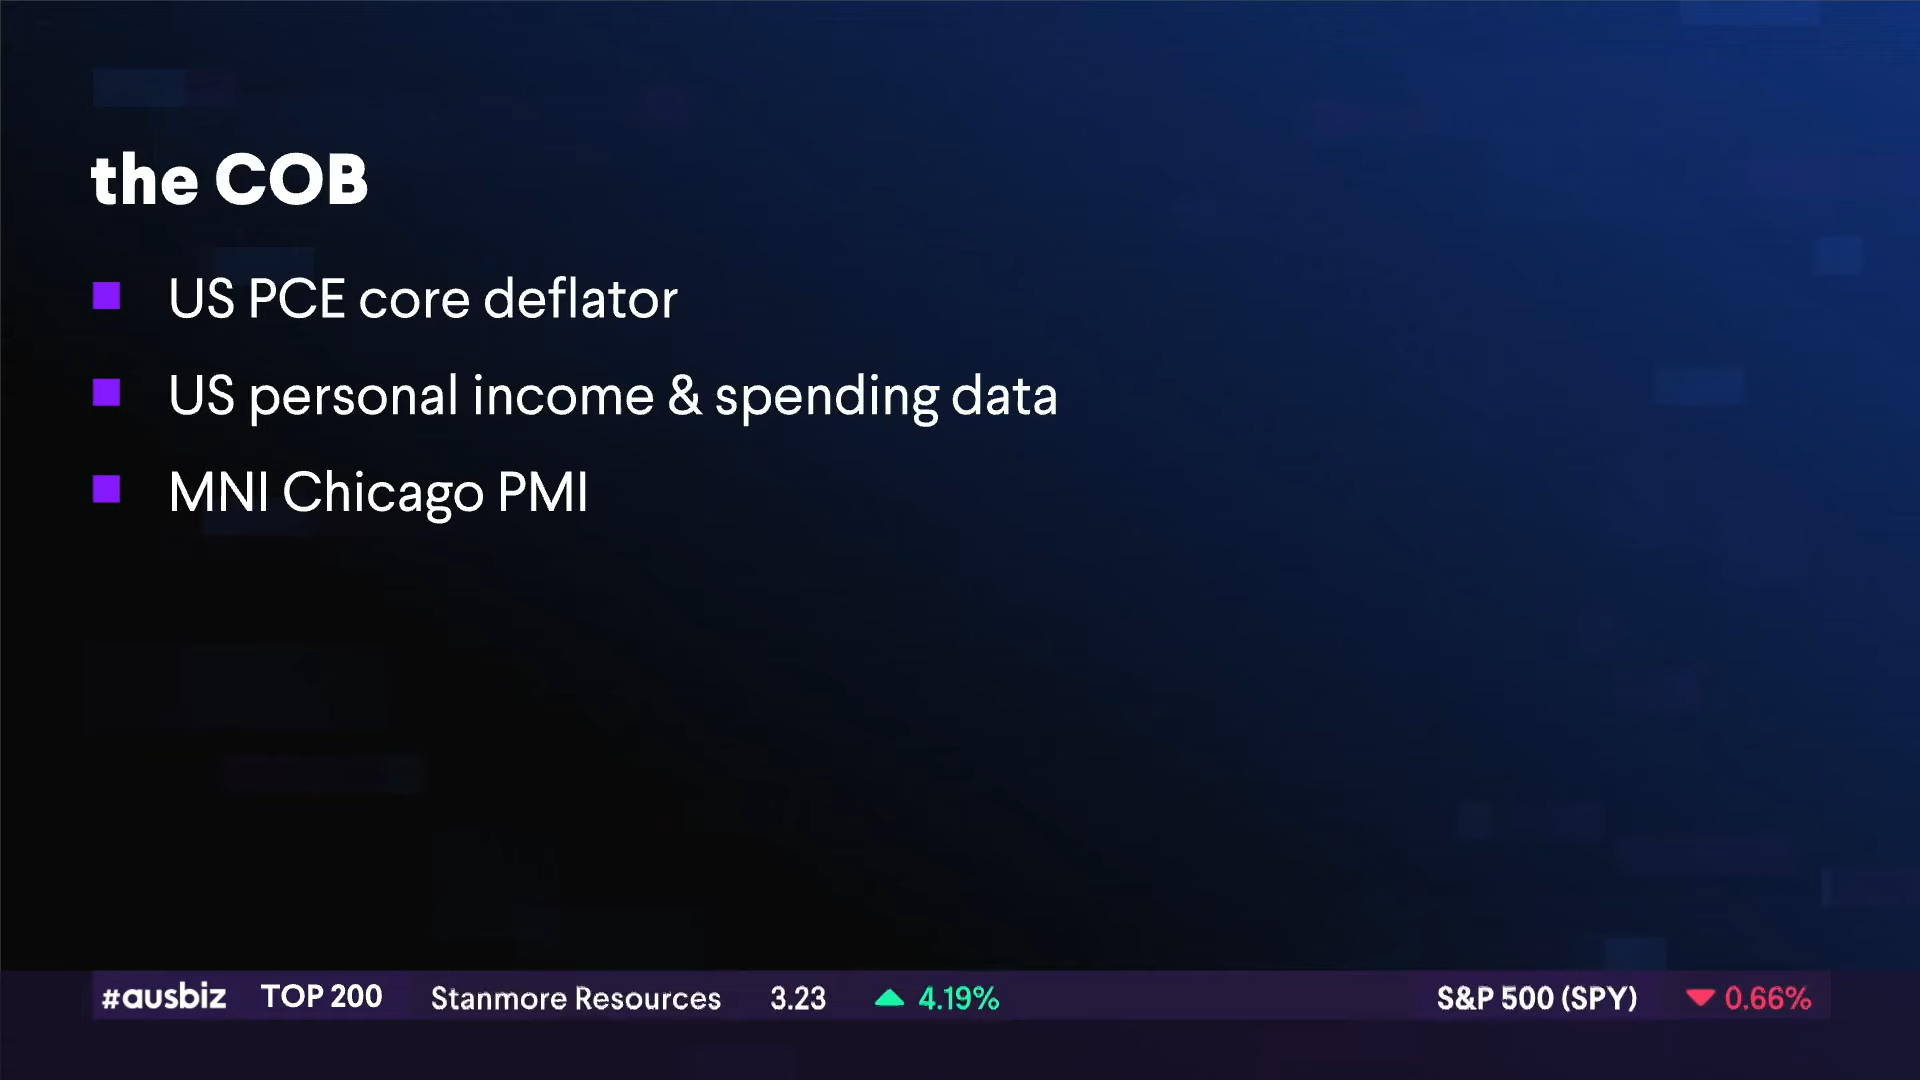 the COB
US PCE core deflator
US personal income & spending data
MNI Chicago PMI
#ausbiz TOP 200 Stanmore Resources 3.23 ▲ 4.19% S&P 500 (SPY) ▼ 0.66%